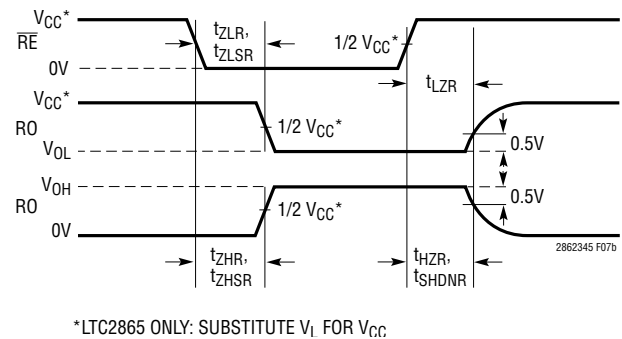 VCC*
RE
0V
tZLR,
tZLSR
1/2 VCC*
tLZR
VCC*
RO
VOL
1/2 VCC*
0.5V
VOH
RO
0V
1/2 VCC*
0.5V
tZHR,
tZHSR
tHZR,
tSHDNR
2862345 F07b
*LTC2865 ONLY: SUBSTITUTE VL FOR VCC